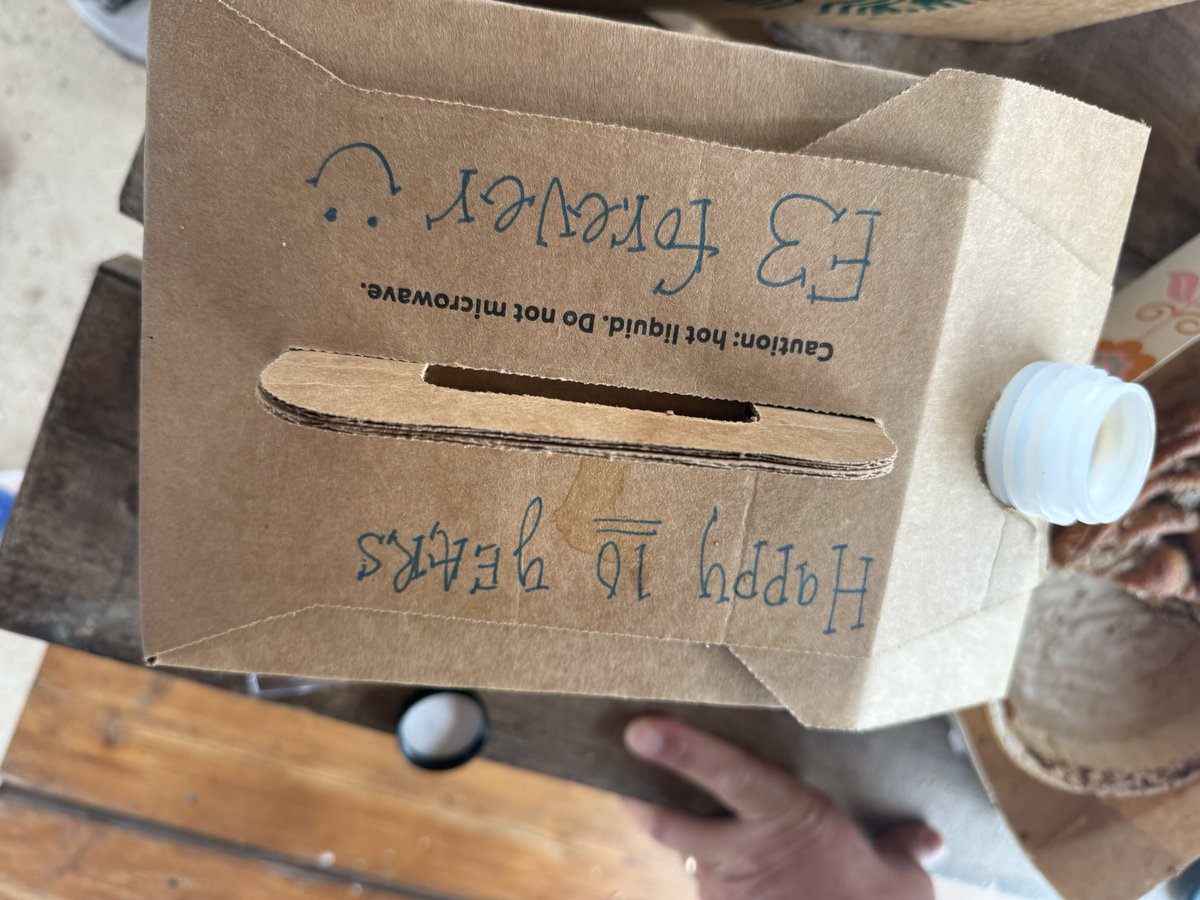 Happy 10 yEARS
Caution: hot liquid. Do not microwave.
E3 forever :)